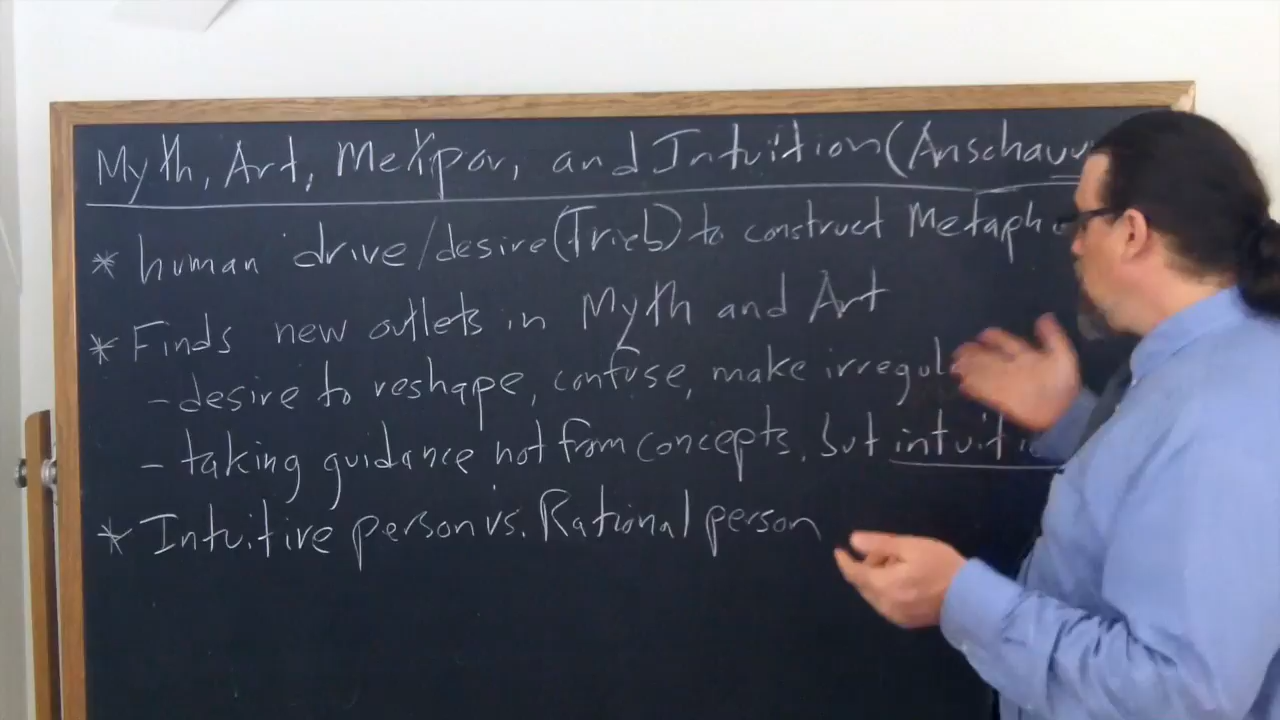 Myth, Art, Metxpor, and Intuition (Anschauu
* human drive/desire (Trieb) to construct Metaph
* Finds new outlets in Myth and Art
- desire to reshape, confuse, make irregul
- taking guidance not from concepts, but intuiti
* Intuitive person vs. Rational person